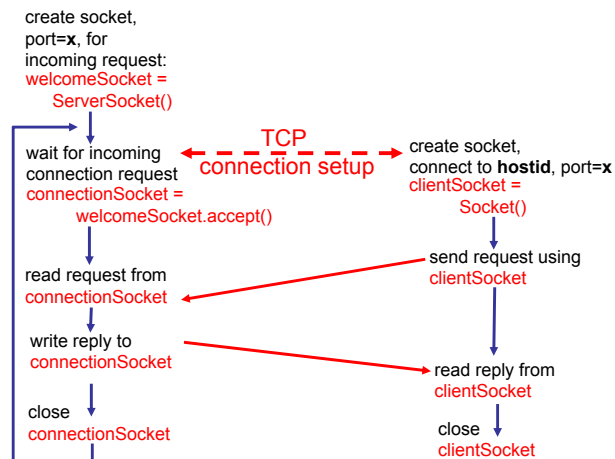 create socket,
port=x, for
incoming request:
welcomeSocket =
ServerSocket()
TCP
connection setup
wait for incoming
connection request
connectionSocket =
welcomeSocket.accept()
create socket,
connect to hostid, port=x
clientSocket =
Socket()
read request from
connectionSocket
send request using
clientSocket
write reply to
connectionSocket
read reply from
clientSocket
close
connectionSocket
close
clientSocket